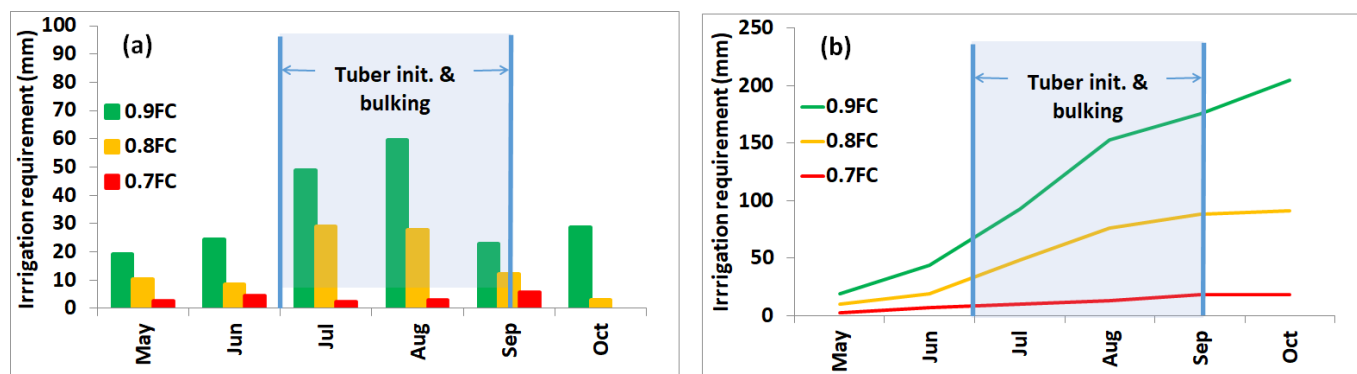 (a)
Irrrigation requirement (mm)
100
90
80
70
60
50
40
30
20
10
0
Tuber init. &
bulking
0.9FC
0.8FC
0.7FC
May
Jun
Jul
Aug
Sep
Oct
(b)
Irrrigation requirement (mm)
250
200
150
100
50
0
Tuber init. &
bulking
0.9FC
0.8FC
0.7FC
May
Jun
Jul
Aug
Sep
Oct